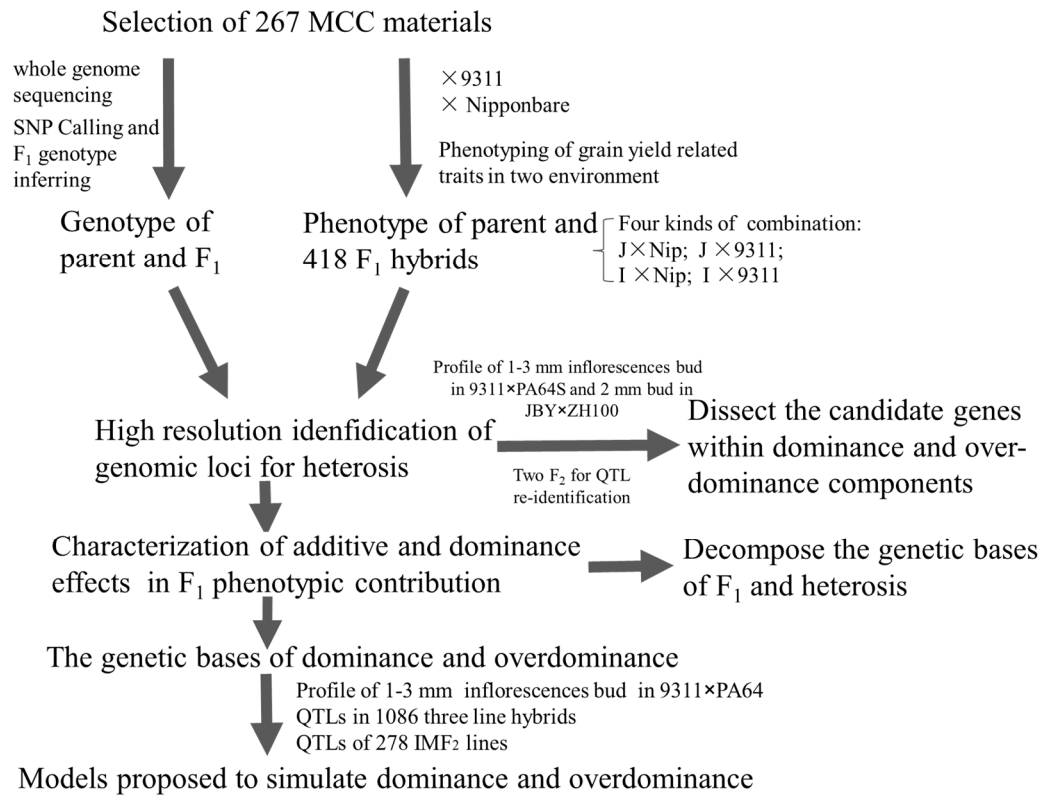 Selection of 267 MCC materials
whole genome
sequencing
SNP Calling and
F₁ genotype
inferring
×9311
× Nipponbare
Phenotyping of grain yield related
traits in two environment
Genotype of
parent and F₁
Phenotype of parent and
418 F₁ hybrids
Four kinds of combination:
J×Nip; J ×9311;
I ×Nip; I ×9311
Profile of 1-3 mm inflorescences bud
in 9311×PA64S and 2 mm bud in
JBY×ZH100
High resolution idenfidication of
genomic loci for heterosis
Two F₂ for QTL
re-identification
Dissect the candidate genes
within dominance and over-
dominance components
Characterization of additive and dominance
effects in F₁ phenotypic contribution
Decompose the genetic bases
of F₁ and heterosis
The genetic bases of dominance and overdominance
Profile of 1-3 mm inflorescences bud in 9311×PA64
QTLs in 1086 three line hybrids
QTLs of 278 IMF₂ lines
Models proposed to simulate dominance and overdominance